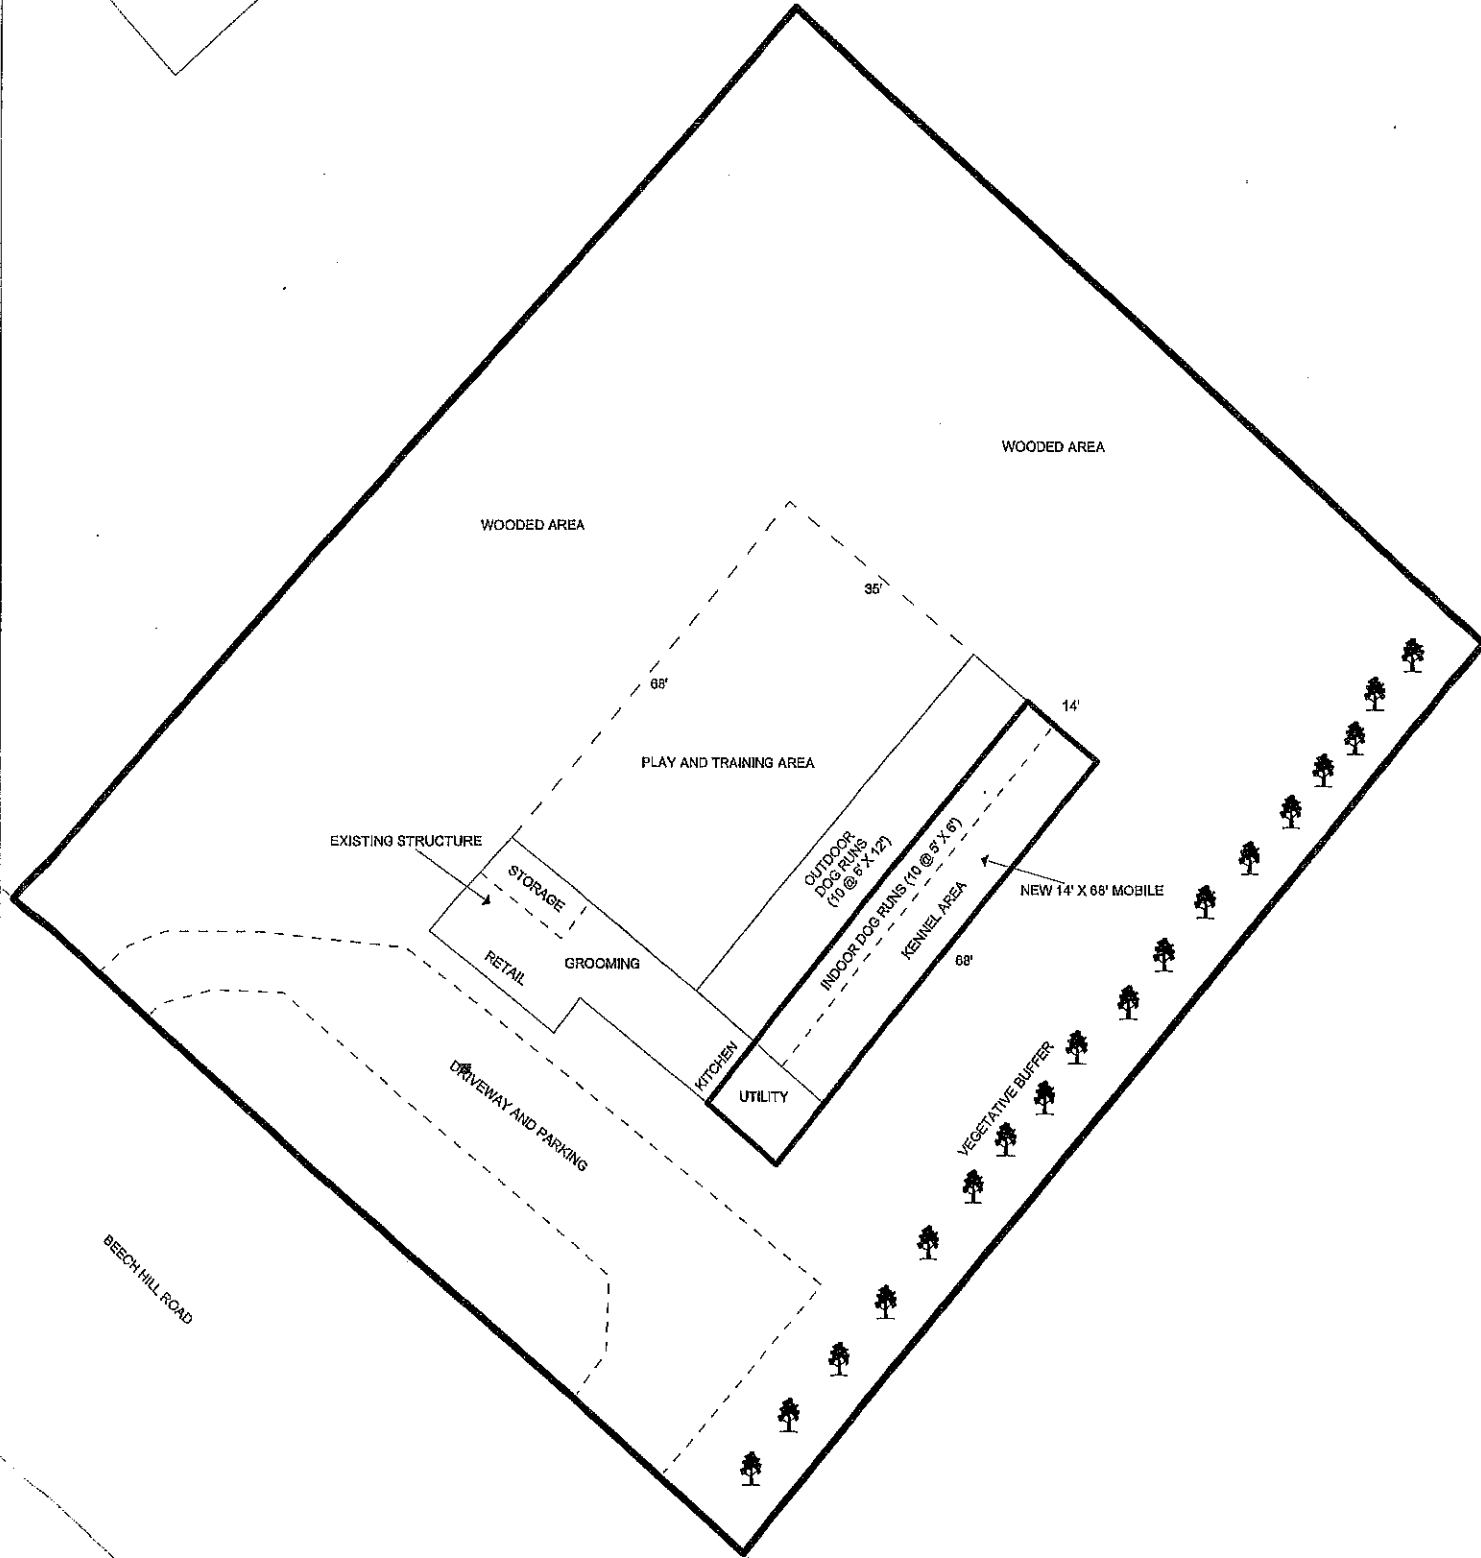 WOODED AREA
WOODED AREA
35'
68'
14'
PLAY AND TRAINING AREA
EXISTING STRUCTURE
STORAGE
OUTDOOR
DOG RUNS
(10 @ 6' X 12')
INDOOR DOG RUNS (10 @ 5' X 6')
KENNEL AREA
NEW 14' X 68' MOBILE
RETAIL
GROOMING
68'
KITCHEN
UTILITY
DRIVEWAY AND PARKING
VEGETATIVE BUFFER
BEECH HILL ROAD